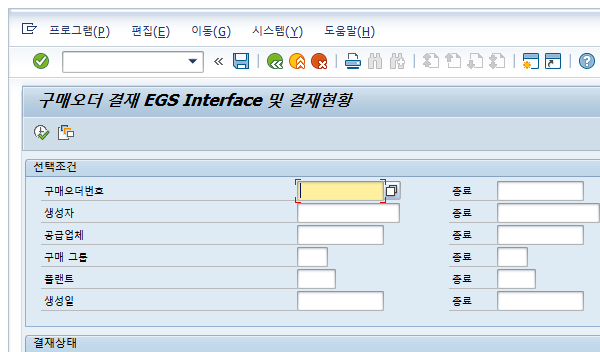 프로그램(P) 편집(E) 이동(G) 시스템(Y) 도움말(H)
구매오더 결재 EGS Interface 및 결재현황
선택조건
구매오더번호 종료
생성자 종료
공급업체 종료
구매 그룹 종료
플랜트 종료
생성일 종료
결재상태